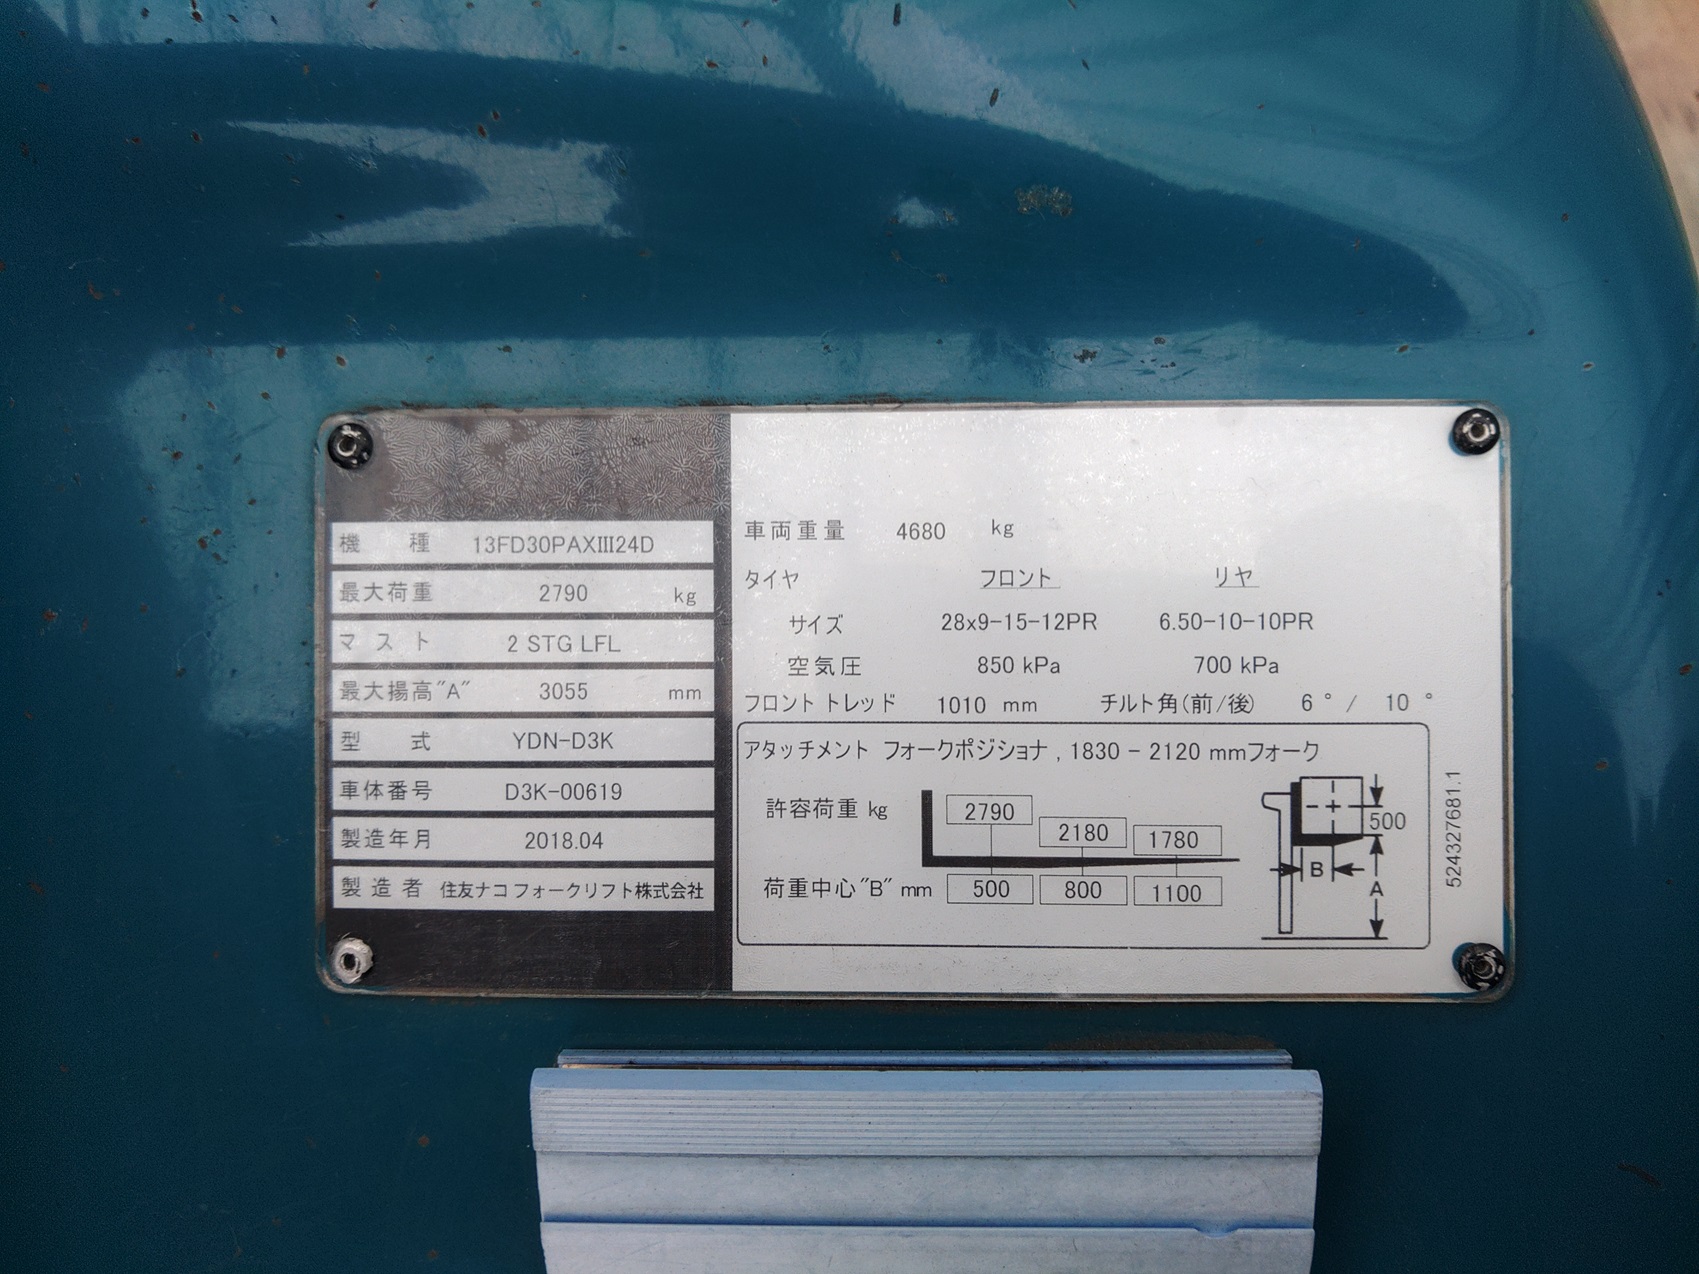 機 種 13FD30PAXIII24D
最大荷重 2790 kg
マスト 2 STG LFL
最大揚高"A" 3055 mm
型 式 YDN-D3K
車体番号 D3K-00619
製造年月 2018.04
製造者 住友ナコ フォークリフト株式会社
車両重量 4680 kg
タイヤ フロント リヤ
サイズ 28x9-15-12PR 6.50-10-10PR
空気圧 850 kPa 700 kPa
フロント トレッド 1010 mm チルト角(前/後) 6 ° / 10 °
アタッチメント フォークポジショナ , 1830 - 2120 mmフォーク
許容荷重 kg 2790 2180 1780
荷重中心"B" mm 500 800 1100
500
B
A
524327681.1